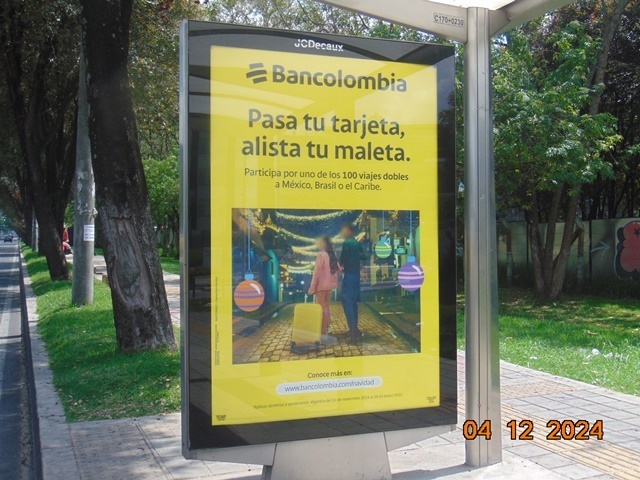 C170+0230
JCDecaux
Bancolombia
Pasa tu tarjeta,
alista tu maleta.
Participa por uno de los 100 viajes dobles
a México, Brasil o el Caribe.
Conoce más en:
www.bancolombia.com/navidad
04 12 2024